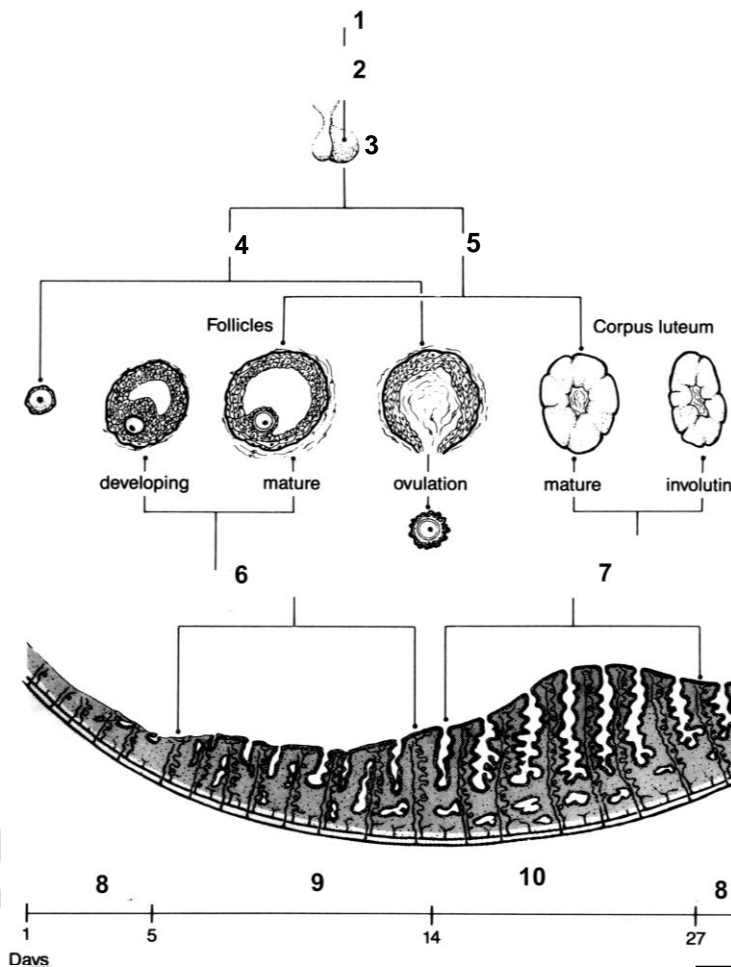 1
2
3
4 5
Follicles Corpus luteum
developing mature ovulation mature involutin
6 7
8 9 10 8
1 5 14 27
Days